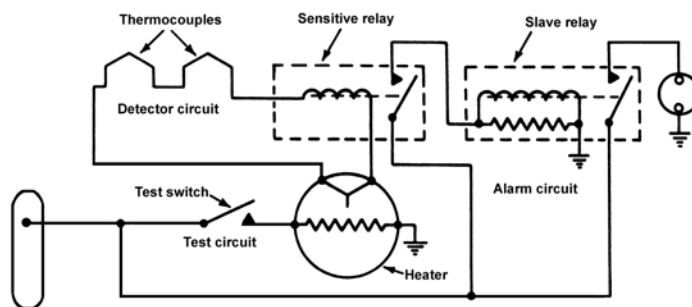 Thermocouples
Sensitive relay
Slave relay
Detector circuit
Test switch
Alarm circuit
Test circuit
Heater